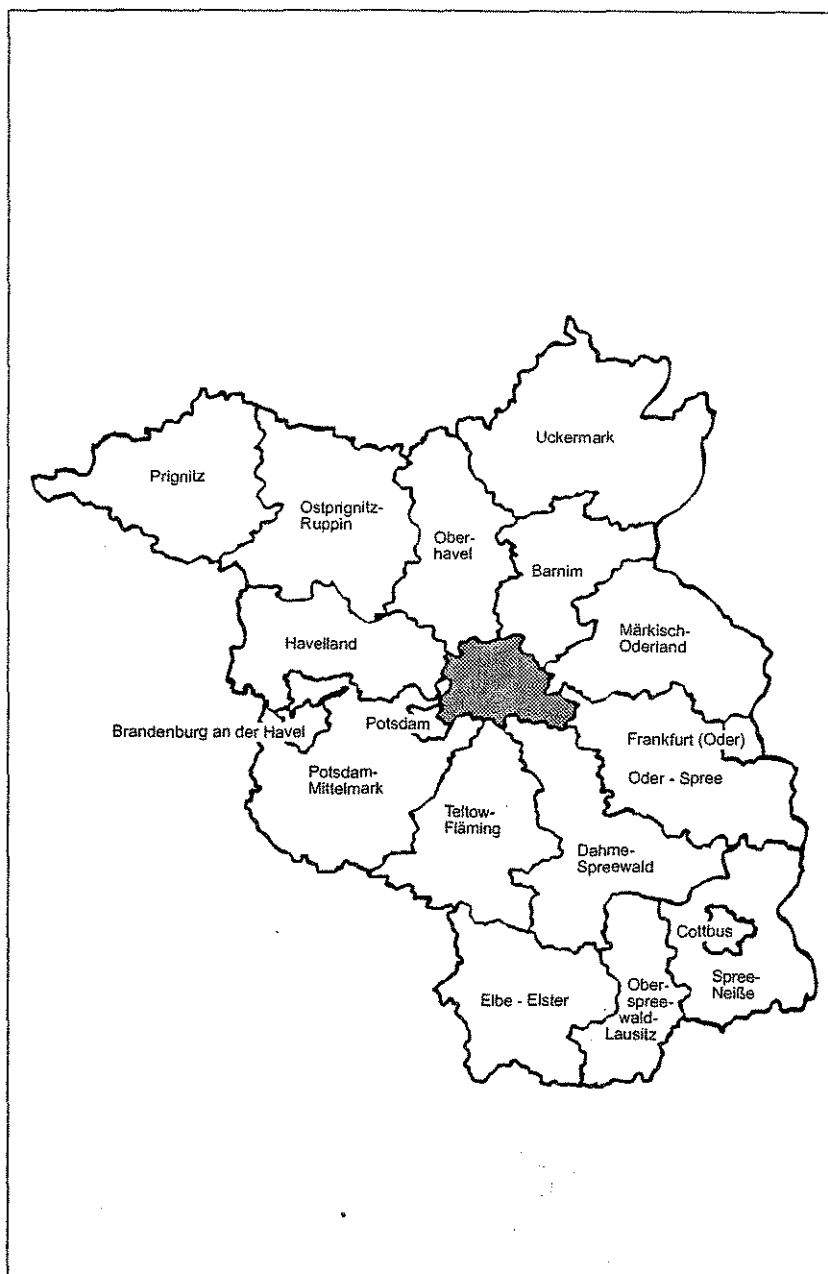 Uckermark
Prignitz
Ostprignitz-
Ruppin
Ober-
havel
Barnim
Märkisch-
Oderland
Havelland
Brandenburg an der Havel
Potsdam
Frankfurt (Oder)
Potsdam-
Mittelmark
Oder - Spree
Teltow-
Fläming
Dahme-
Spreewald
Cottbus
Spree-
Neiße
Elbe - Elster
Ober-
spree-
wald-
Lausitz